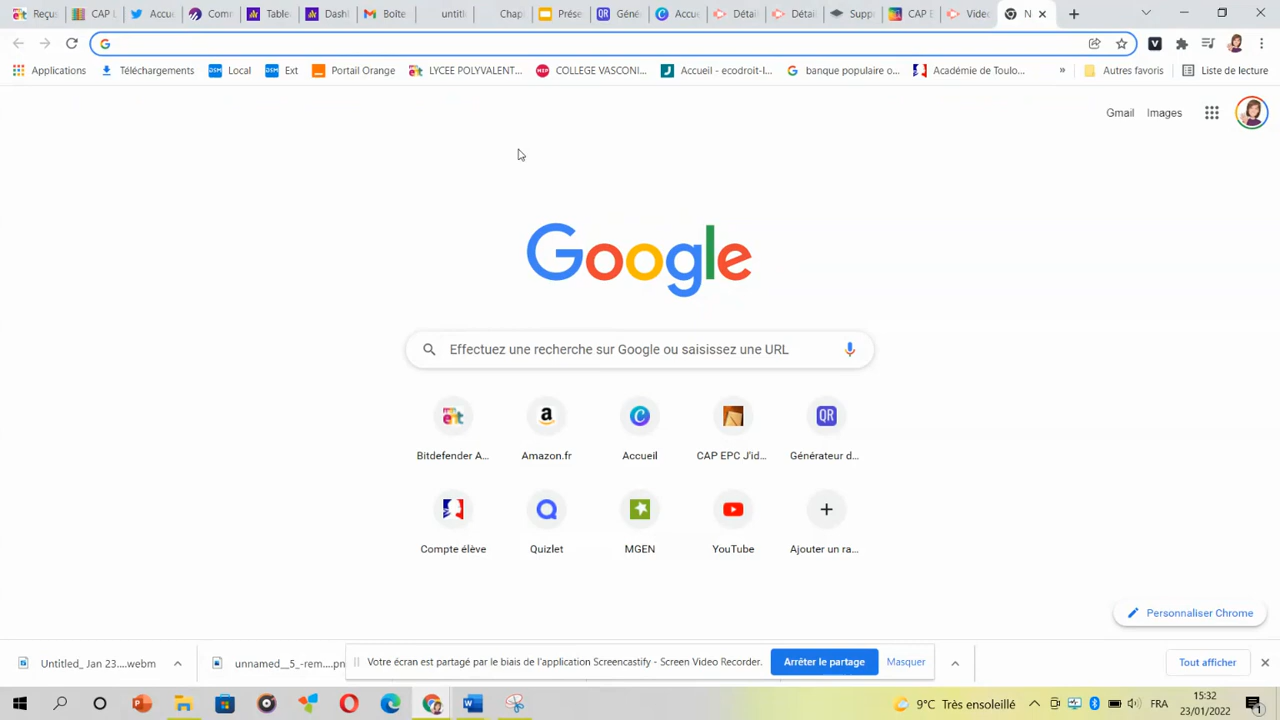 Reçus
CAP L
Accu
Comr
Table
Dash
Boîte
untitl
Chap
Prése
QR
Géné
Accue
Détai
Détai
Supp
CAP E
Vide
N
G
Applications
Téléchargements
Local
Ext
Portail Orange
LYCEE POLYVALENT...
COLLEGE VASCONI...
Accueil - ecodroit-l...
banque populaire o...
Académie de Toulo...
»
Autres favoris
Liste de lecture
Gmail
Images
Google
Effectuez une recherche sur Google ou saisissez une URL
Bitdefender A...
Amazon.fr
Accueil
CAP EPC J'id...
Générateur d...
Compte élève
Quizlet
MGEN
YouTube
Ajouter un ra...
Personnaliser Chrome
Untitled_ Jan 23....webm
unnamed__5_-rem....pn
Votre écran est partagé par le biais de l'application Screencastify - Screen Video Recorder.
Arrêter le partage
Masquer
Tout afficher
9°C Très ensoleillé
FRA
15:32
23/01/2022